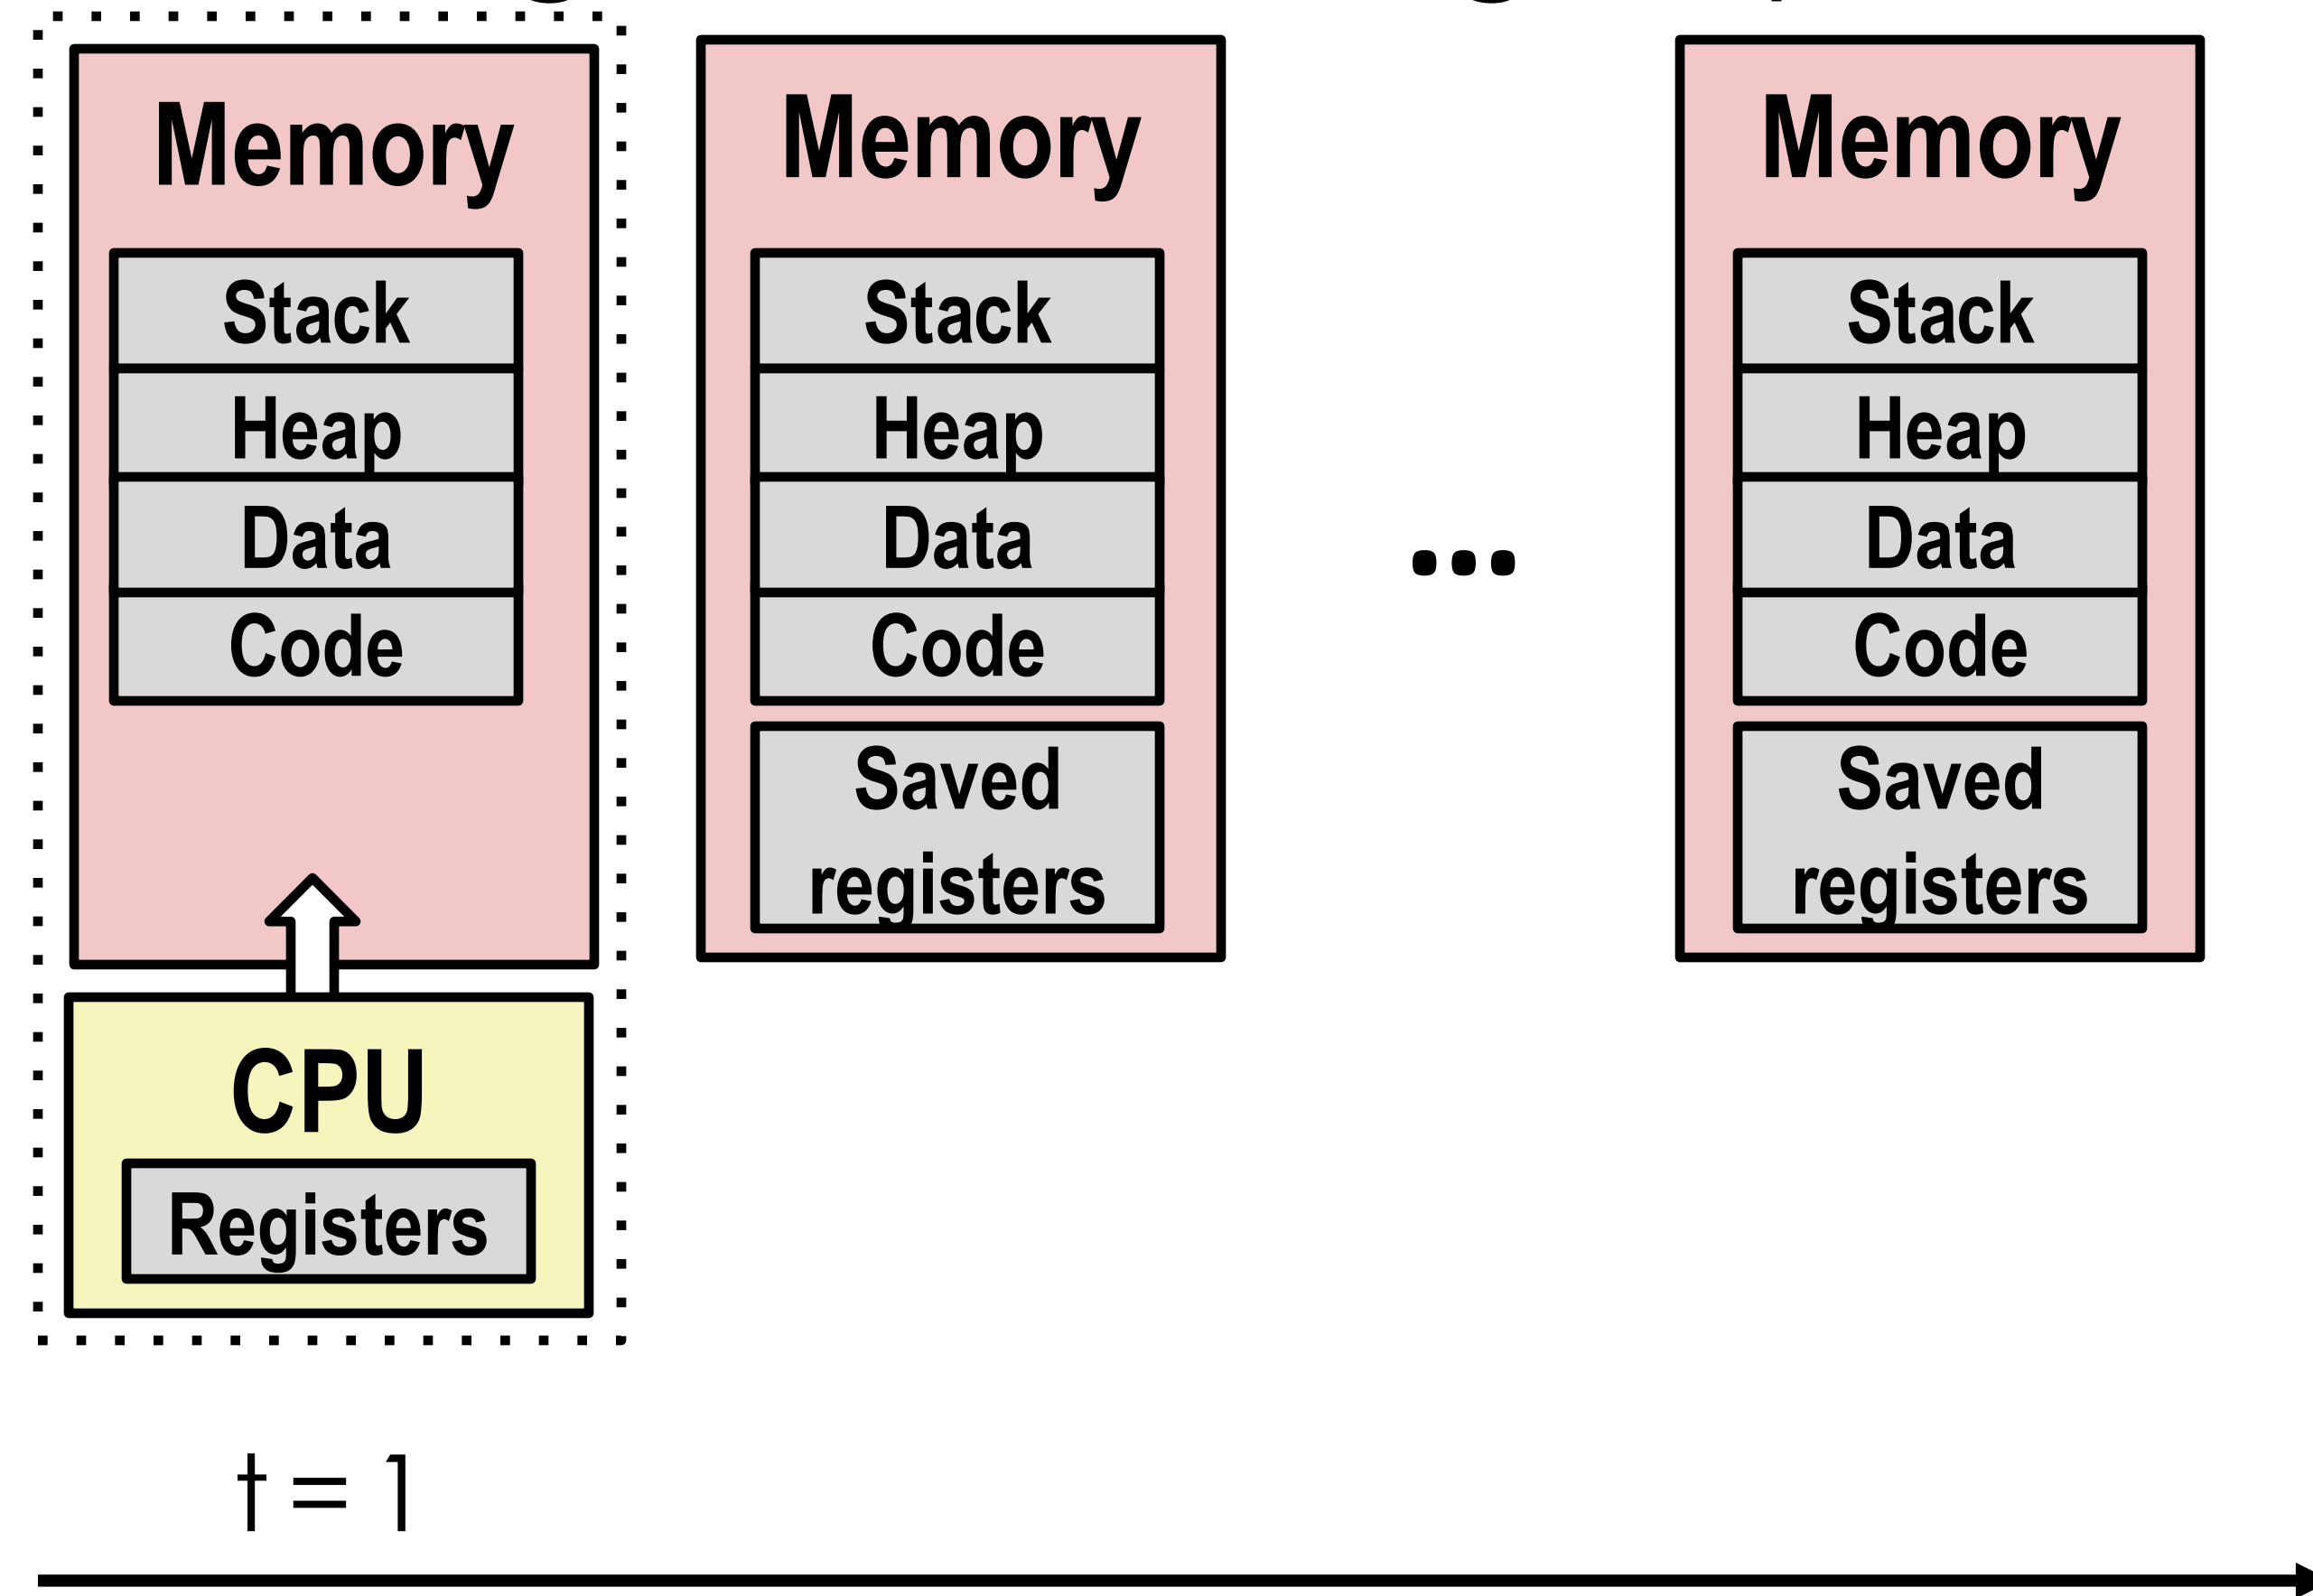 Memory
Stack
Heap
Data
Code
CPU
Registers
Memory
Stack
Heap
Data
Code
Saved
registers
...
Memory
Stack
Heap
Data
Code
Saved
registers
t = 1